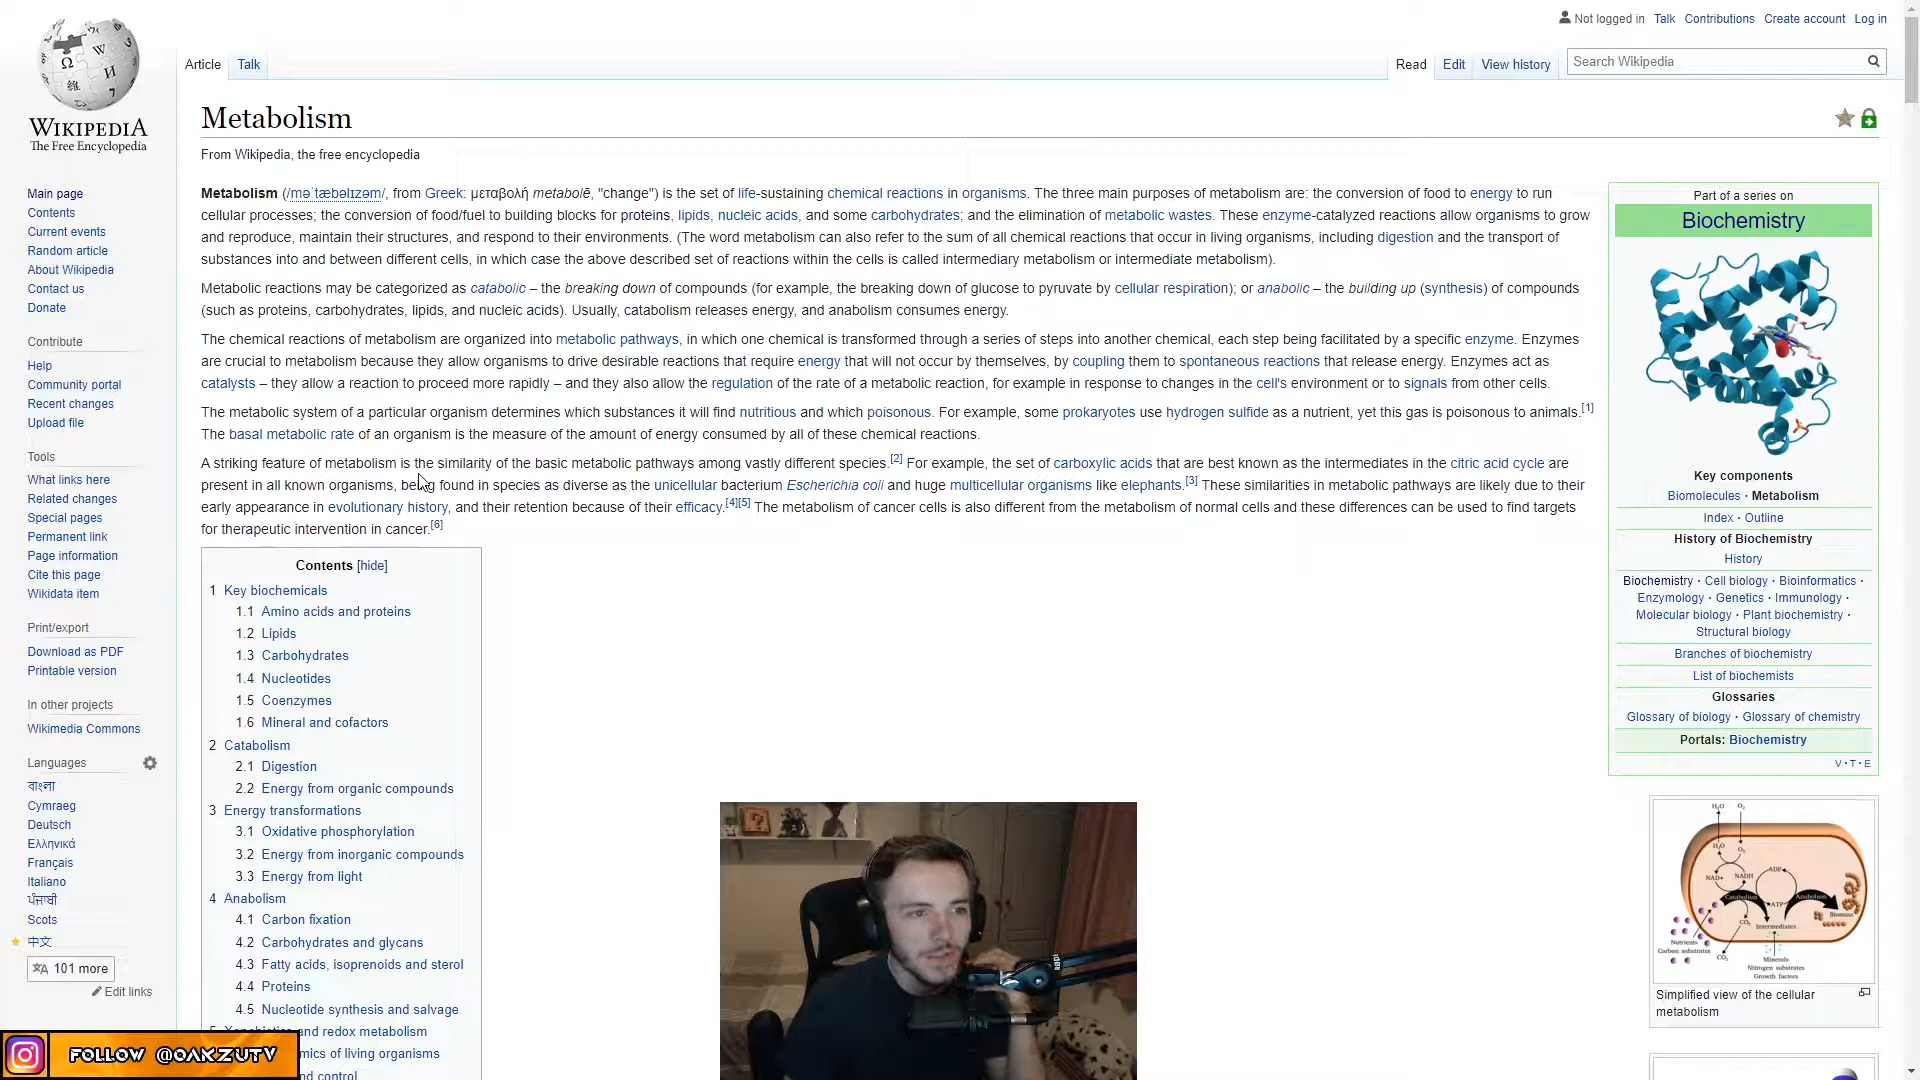 Not logged in Talk Contributions Create account Log in
Article Talk
Read Edit View history Search Wikipedia
WIKIPEDIA
The Free Encyclopedia
Metabolism
From Wikipedia, the free encyclopedia
Metabolism (/məˈtæbəlɪzəm/, from Greek: μεταβολή metabolē, "change") is the set of life-sustaining chemical reactions in organisms. The three main purposes of metabolism are: the conversion of food to energy to run
cellular processes; the conversion of food/fuel to building blocks for proteins, lipids, nucleic acids, and some carbohydrates; and the elimination of metabolic wastes. These enzyme-catalyzed reactions allow organisms to grow
and reproduce, maintain their structures, and respond to their environments. (The word metabolism can also refer to the sum of all chemical reactions that occur in living organisms, including digestion and the transport of
substances into and between different cells, in which case the above described set of reactions within the cells is called intermediary metabolism or intermediate metabolism).
Metabolic reactions may be categorized as catabolic – the breaking down of compounds (for example, the breaking down of glucose to pyruvate by cellular respiration); or anabolic – the building up (synthesis) of compounds
(such as proteins, carbohydrates, lipids, and nucleic acids). Usually, catabolism releases energy, and anabolism consumes energy.
The chemical reactions of metabolism are organized into metabolic pathways, in which one chemical is transformed through a series of steps into another chemical, each step being facilitated by a specific enzyme. Enzymes
are crucial to metabolism because they allow organisms to drive desirable reactions that require energy that will not occur by themselves, by coupling them to spontaneous reactions that release energy. Enzymes act as
catalysts – they allow a reaction to proceed more rapidly – and they also allow the regulation of the rate of a metabolic reaction, for example in response to changes in the cell's environment or to signals from other cells.
The metabolic system of a particular organism determines which substances it will find nutritious and which poisonous. For example, some prokaryotes use hydrogen sulfide as a nutrient, yet this gas is poisonous to animals.[1]
The basal metabolic rate of an organism is the measure of the amount of energy consumed by all of these chemical reactions.
A striking feature of metabolism is the similarity of the basic metabolic pathways among vastly different species.[2] For example, the set of carboxylic acids that are best known as the intermediates in the citric acid cycle are
present in all known organisms, being found in species as diverse as the unicellular bacterium Escherichia coli and huge multicellular organisms like elephants.[3] These similarities in metabolic pathways are likely due to their
early appearance in evolutionary history, and their retention because of their efficacy.[4][5] The metabolism of cancer cells is also different from the metabolism of normal cells and these differences can be used to find targets
for therapeutic intervention in cancer.[6]
Main page
Contents
Current events
Random article
About Wikipedia
Contact us
Donate
Contribute
Help
Community portal
Recent changes
Upload file
Tools
What links here
Related changes
Special pages
Permanent link
Page information
Cite this page
Wikidata item
Print/export
Download as PDF
Printable version
In other projects
Wikimedia Commons
Languages
বাংলা
Cymraeg
Deutsch
Ελληνικά
Français
Italiano
ਪੰਜਾਬੀ
Scots
中文
101 more
Edit links
Contents [hide]
1 Key biochemicals
1.1 Amino acids and proteins
1.2 Lipids
1.3 Carbohydrates
1.4 Nucleotides
1.5 Coenzymes
1.6 Mineral and cofactors
2 Catabolism
2.1 Digestion
2.2 Energy from organic compounds
3 Energy transformations
3.1 Oxidative phosphorylation
3.2 Energy from inorganic compounds
3.3 Energy from light
4 Anabolism
4.1 Carbon fixation
4.2 Carbohydrates and glycans
4.3 Fatty acids, isoprenoids and sterol
4.4 Proteins
4.5 Nucleotide synthesis and salvage
and redox metabolism
of living organisms
control
Part of a series on
Biochemistry
Key components
Biomolecules · Metabolism
Index · Outline
History of Biochemistry
History
Biochemistry · Cell biology · Bioinformatics ·
Enzymology · Genetics · Immunology ·
Molecular biology · Plant biochemistry ·
Structural biology
Branches of biochemistry
List of biochemists
Glossaries
Glossary of biology · Glossary of chemistry
Portals: Biochemistry
V · T · E
H₂O O₂
H₂O O₂
NAD+ NADH ADP
Catabolism ATP Anabolism
CO₂ Intermediates Biomass
Nutrients
Carbon substrates
CO₂
Minerals
Nitrogen substrates
Growth factors
Simplified view of the cellular
metabolism
RØDE
FOLLOW @OAKZUTV